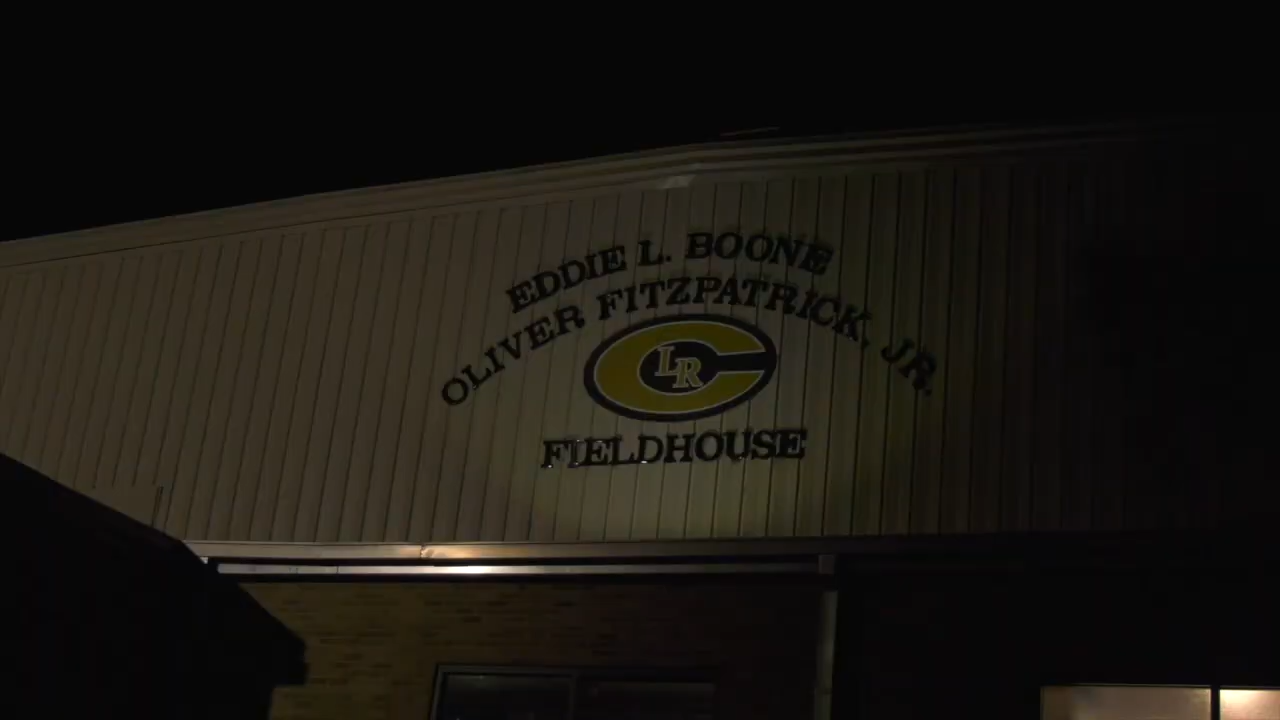 EDDIE L. BOONE
OLIVER FITZPATRICK, JR.
C
LR
FIELDHOUSE